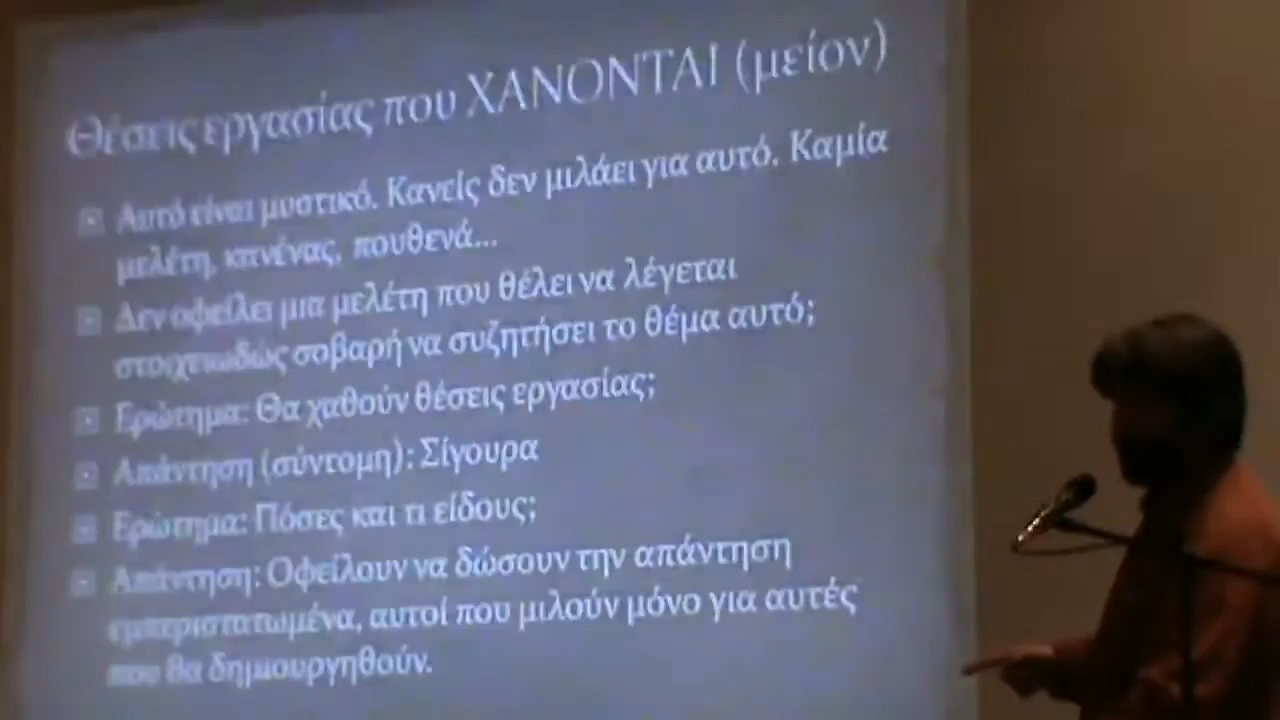 Θέσεις εργασίας που ΧΑΝΟΝΤΑΙ (μείον)
Αυτό είναι μυστικό. Κανείς δεν μιλάει για αυτό. Καμία
μελέτη, κανένας, πουθενά...
Δεν οφείλει μια μελέτη που θέλει να λέγεται
στοιχειωδώς σοβαρή να συζητήσει το θέμα αυτό;
Ερώτημα: Θα χαθούν θέσεις εργασίας;
Απάντηση (σύντομη): Σίγουρα
Ερώτημα: Πόσες και τι είδους;
Απάντηση: Οφείλουν να δώσουν την απάντηση
εμπεριστατωμένα, αυτοί που μιλούν μόνο για αυτές
που θα δημιουργηθούν.